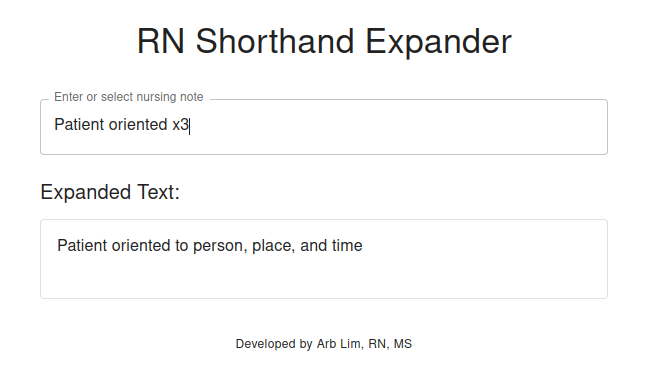 RN Shorthand Expander
Enter or select nursing note
Patient oriented x3
Expanded Text:
Patient oriented to person, place, and time
Developed by Arb Lim, RN, MS